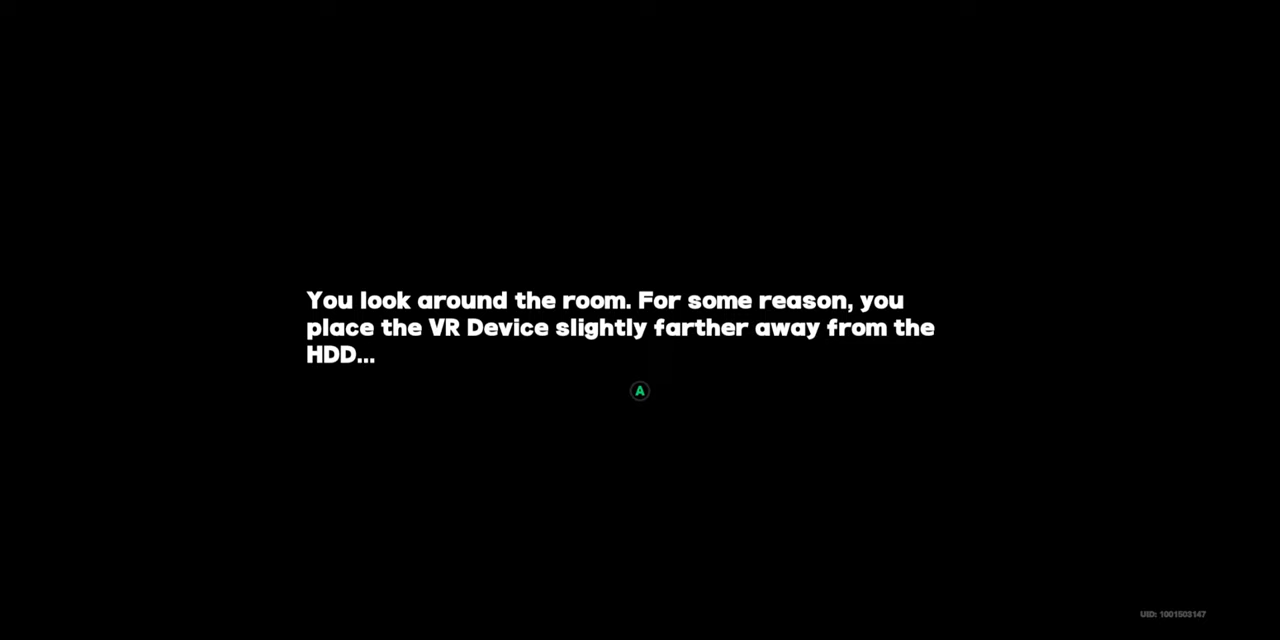 You look around the room. For some reason, you
place the VR Device slightly farther away from the
HDD...
A
UID: 1001503147